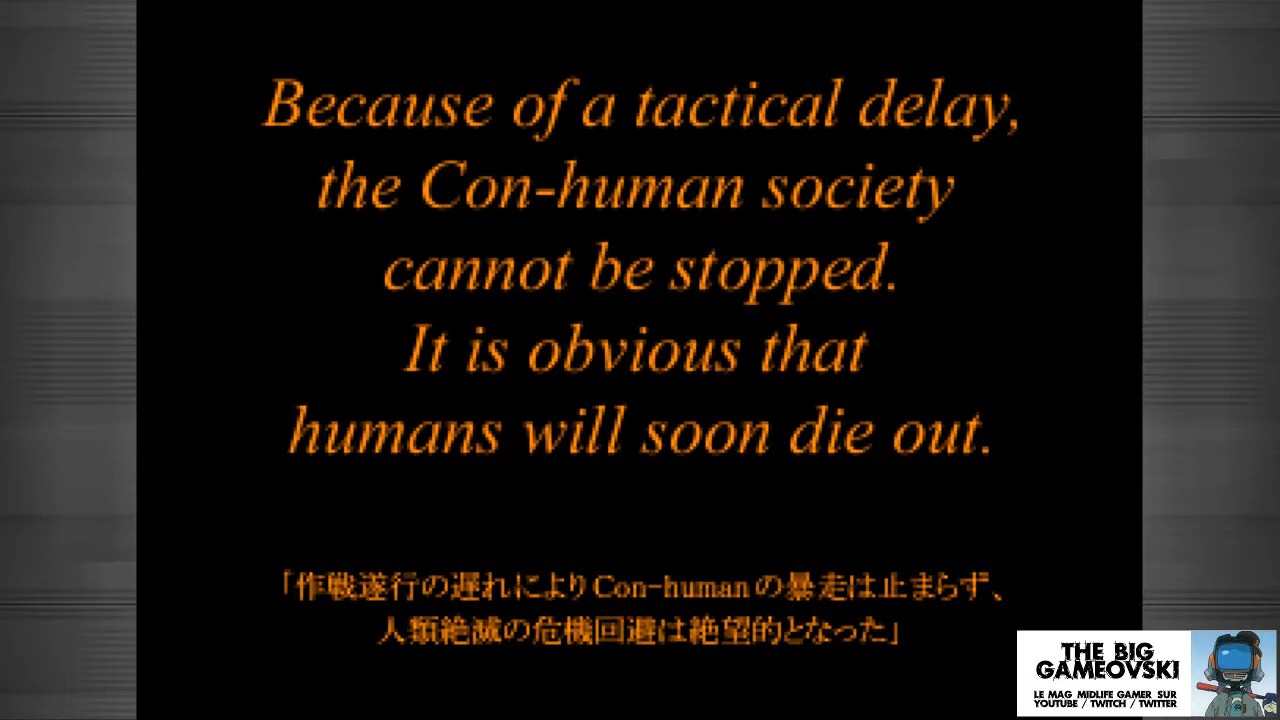 Because of a tactical delay,
the Con-human society
cannot be stopped.
It is obvious that
humans will soon die out.
「作戦遂行の遅れによりCon-humanの暴走は止まらず、
人類絶滅の危機回避は絶望的となった」
THE BIG
GAMEOVSKI
LE MAG MIDLIFE GAMER SUR
YOUTUBE / TWITCH / TWITTER